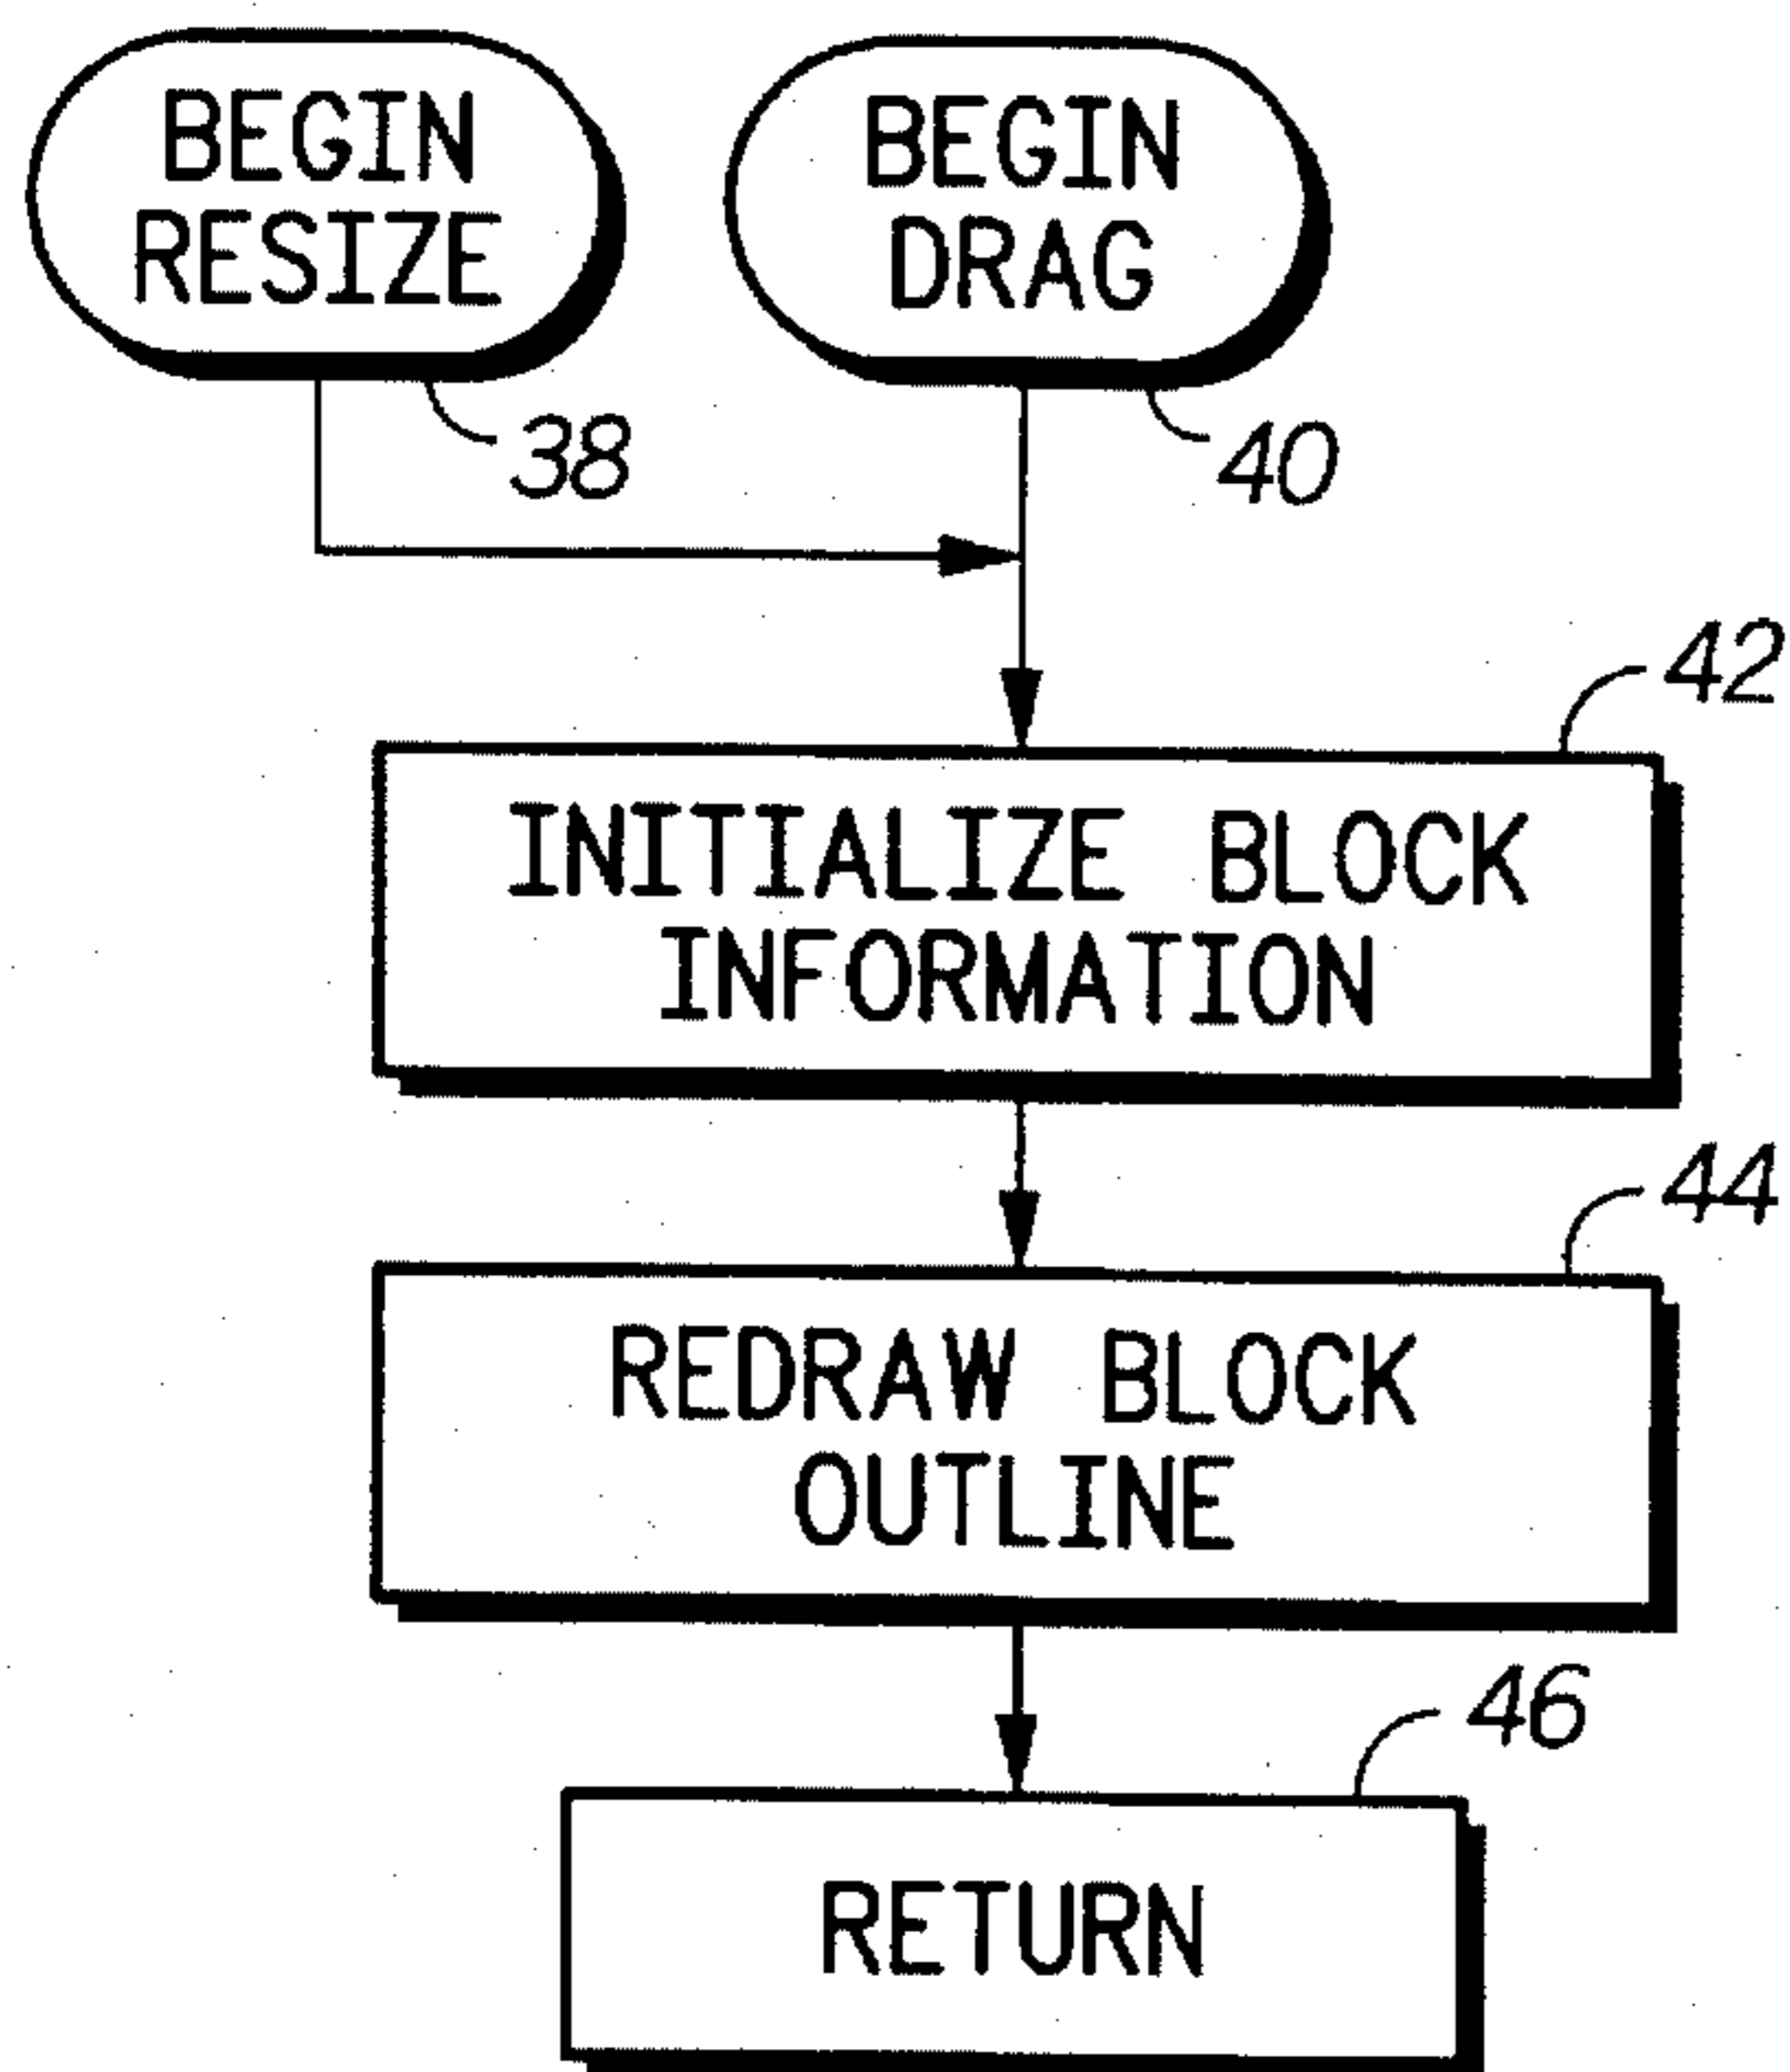 BEGIN
RESIZE
38
BEGIN
DRAG
40
42
INITIALIZE BLOCK
INFORMATION
44
REDRAW BLOCK
OUTLINE
46
RETURN